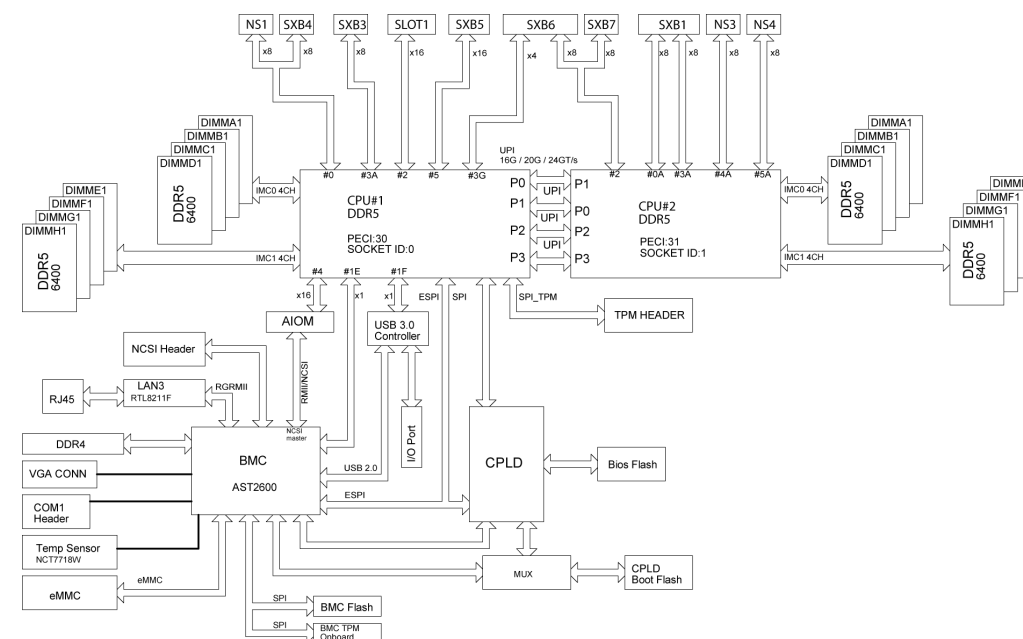 NS1 SXB4 SXB3 SLOT1 SXB5 SXB6 SXB7 SXB1 NS3 NS4
x8 x8 x8 x16 x16 x4 x8 x8 x8 x8 x8 x8
UPI
16G / 20G / 24GT/s
#0 #3A #2 #5 #3G
#2 #0A #3A #4A #5A
DIMMA1
DIMMB1
DIMMC1
DIMMD1
DDR5
6400
IMC0 4CH
DIMME1
DIMMF1
DIMMG1
DIMMH1
DDR5
6400
IMC1 4CH
CPU#1
DDR5
PECI:30
SOCKET ID:0
P0
P1
P2
P3
UPI
UPI
UPI
P1
P0
P2
P3
CPU#2
DDR5
PECI:31
SOCKET ID:1
IMC0 4CH
DIMMA1
DIMMB1
DIMMC1
DIMMD1
DDR5
6400
IMC1 4CH
DIMMF1
DIMMG1
DIMMH1
DDR5
6400
#4 #1E #1F
x16 x1 x1 ESPI SPI SPI_TPM
AIOM
USB 3.0
Controller
TPM HEADER
NCSI Header
RMII/NCSI
LAN3
RTL8211F
RGRMII
RJ45
I/O Port
DDR4
NCSI
master
BMC
AST2600
USB 2.0
ESPI
CPLD
Bios Flash
VGA CONN
COM1
Header
Temp Sensor
NCT7718W
eMMC
eMMC
MUX
CPLD
Boot Flash
SPI
BMC Flash
SPI
BMC TPM
Onboard